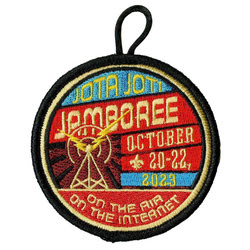 JOTA JOTI
JAMBOREE
OCTOBER
20-22,
2023
ON THE AIR
ON THE INTERNET